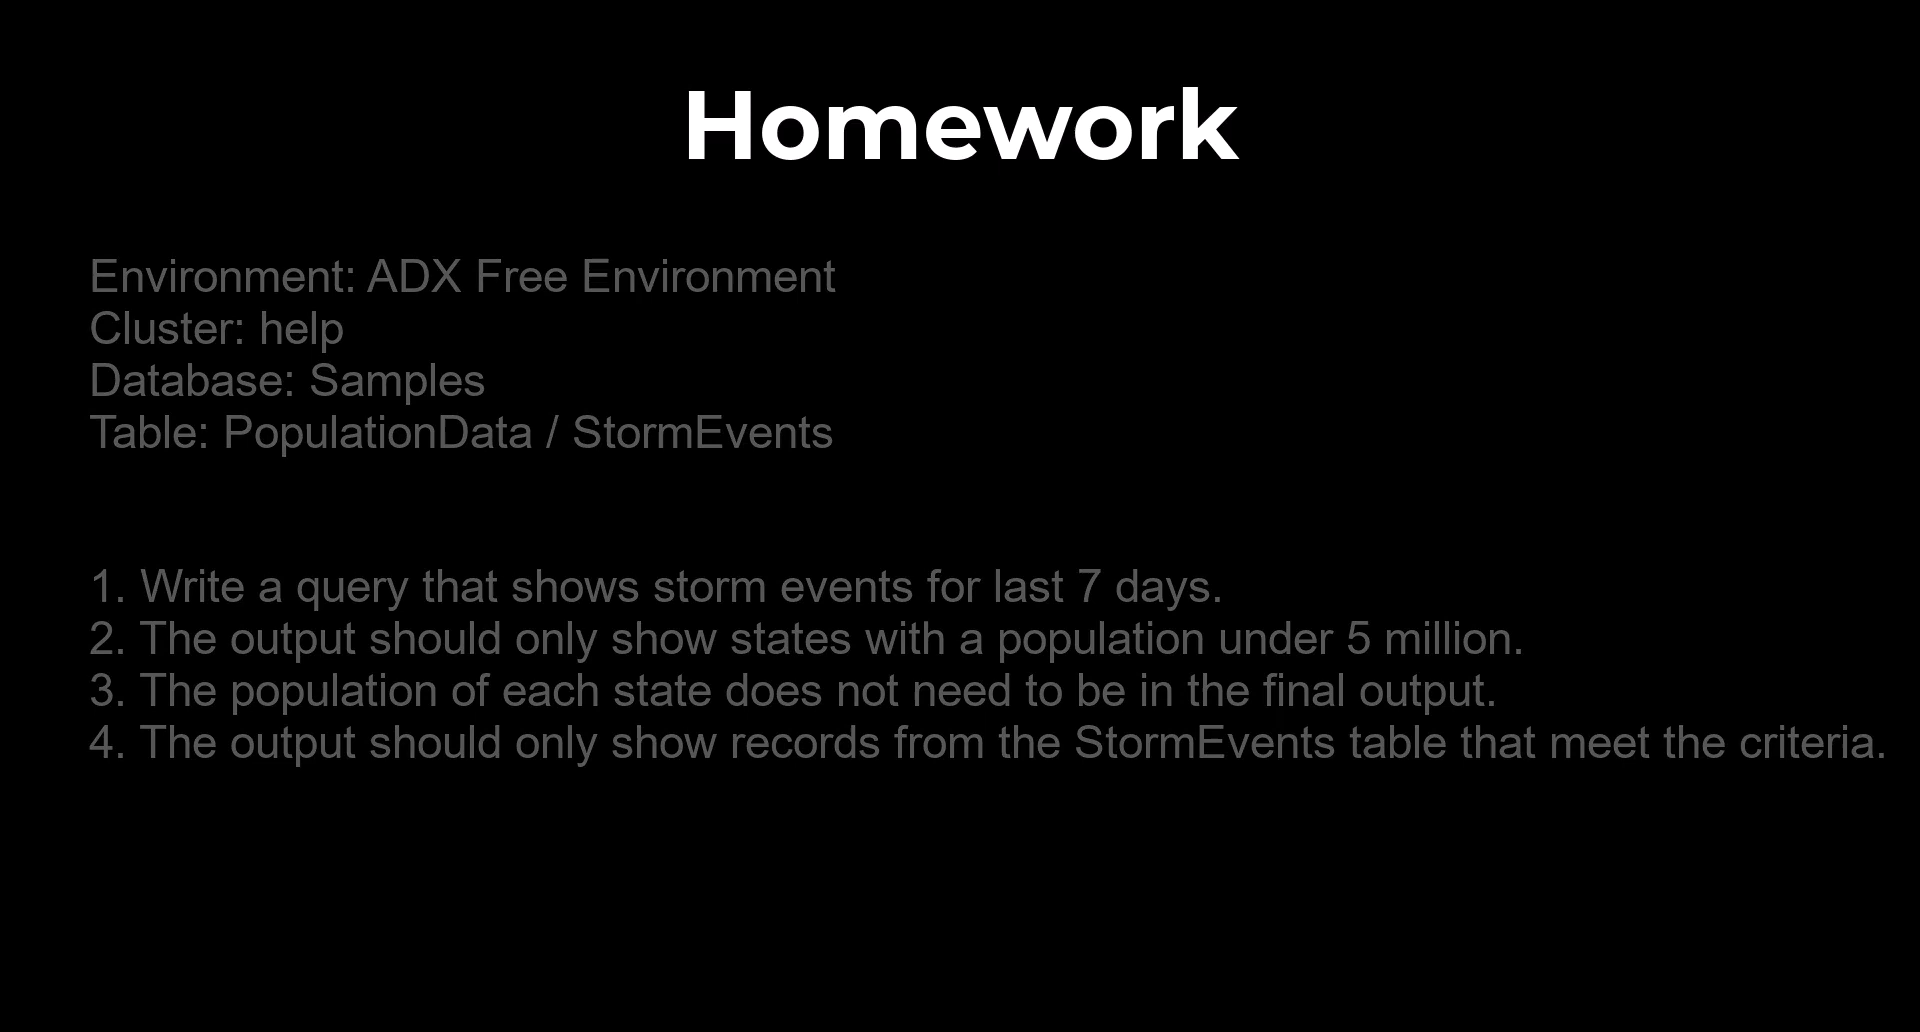 Homework
Environment: ADX Free Environment
Cluster: help
Database: Samples
Table: PopulationData / StormEvents
1. Write a query that shows storm events for last 7 days.
2. The output should only show states with a population under 5 million.
3. The population of each state does not need to be in the final output.
4. The output should only show records from the StormEvents table that meet the criteria.